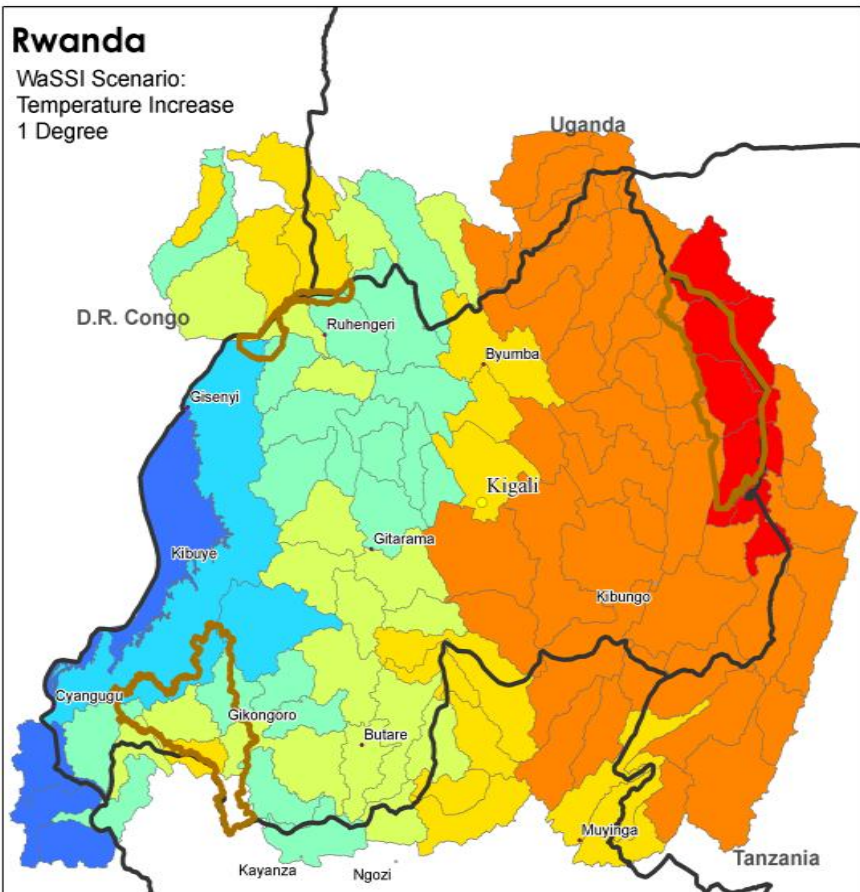 Rwanda
WaSSI Scenario:
Temperature Increase
1 Degree
Uganda
D.R. Congo
Ruhengeri
Byumba
Gisenyi
Kigali
Gitarama
Kibuye
Kibungo
Cyangugu
Gikongoro
Butare
Muyinga
Tanzania
Kayanza
Ngozi